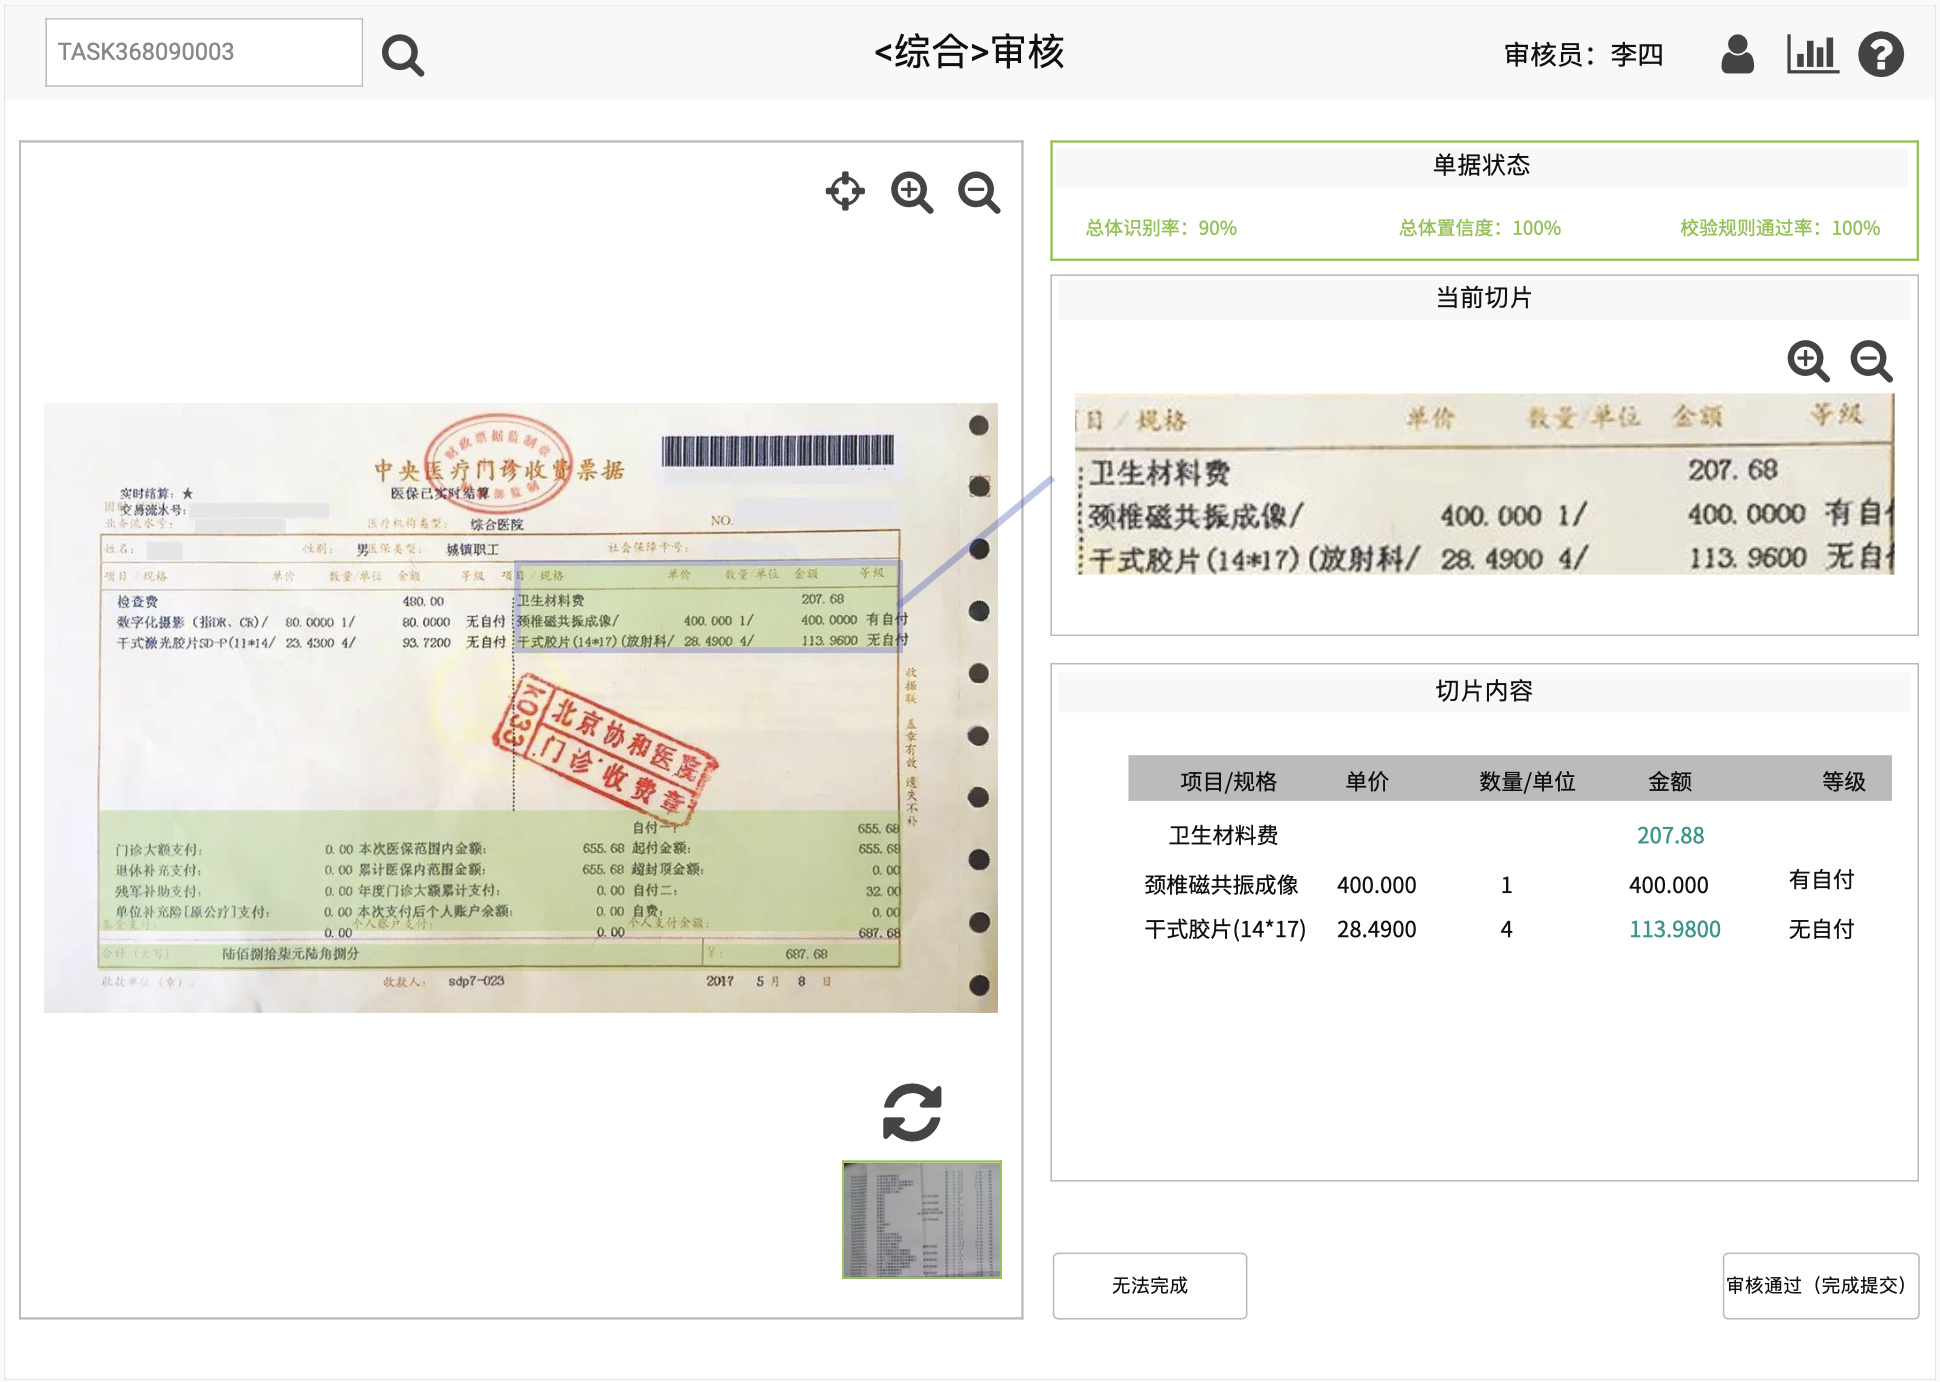 TASK368090003
<综合>审核
审核员：李四
单据状态
总体识别率：90% 总体置信度：100% 校验规则通过率：100%
当前切片
项目/规格 单价 数量/单位 金额 等级
卫生材料费 207.68
颈椎磁共振成像/ 400.000 1/ 400.0000 有自付
干式胶片(14*17)(放射科/ 28.4900 4/ 113.9600 无自付
切片内容
项目/规格 单价 数量/单位 金额 等级
卫生材料费 207.88
颈椎磁共振成像 400.000 1 400.000 有自付
干式胶片(14*17) 28.4900 4 113.9800 无自付
无法完成
审核通过（完成提交）
中央医疗门诊收费票据
财政票据监制章
医保已实时结算
实时结算：★
交易流水号：
业务流水号：
医疗机构类型： 综合医院
NO.
姓名： 性别： 男 医保类型： 城镇职工 社会保障卡号：
项目/规格 单价 数量/单位 金额 等级 项目/规格 单价 数量/单位 金额 等级
检查费 480.00 卫生材料费 207.68
数字化摄影（指DR、CR)/ 80.0000 1/ 80.0000 无自付 颈椎磁共振成像/ 400.000 1/ 400.0000 有自付
干式激光胶片SD-P(11*14/ 23.4300 4/ 93.7200 无自付 干式胶片(14*17)(放射科/ 28.4900 4/ 113.9600 无自付
K033
北京协和医院
门诊收费章
收据联 盖章有效 遗失不补
自付一： 655.68
门诊大额支付： 0.00 本次医保范围内金额： 655.68 起付金额： 655.68
退休补充支付： 0.00 累计医保内范围金额： 655.68 超封顶金额： 0.00
残军补助支付： 0.00 年度门诊大额累计支付： 0.00 自付二： 32.00
单位补充险[原公疗]支付： 0.00 本次支付后个人账户余额： 0.00 自费： 0.00
基金支付： 0.00 个人账户支付： 0.00 个人支付金额： 687.68
合计（大写） 陆佰捌拾柒元陆角捌分 ￥： 687.68
收款单位（章）： 收款人： sdp7-023 2017 5 月 8 日